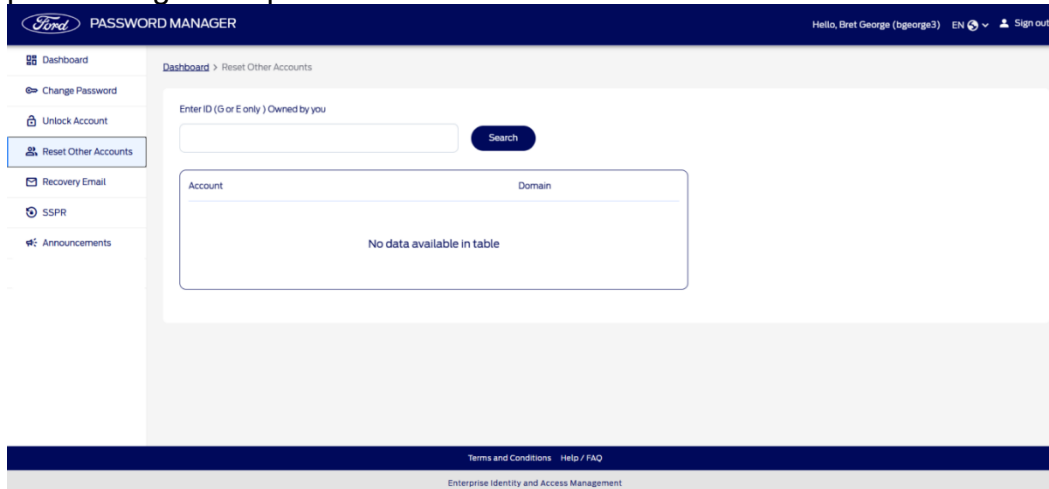 Ford PASSWORD MANAGER
Hello, Bret George (bgeorge3) EN Sign out
Dashboard
Change Password
Unlock Account
Reset Other Accounts
Recovery Email
SSPR
Announcements
Dashboard > Reset Other Accounts
Enter ID (G or E only ) Owned by you
Search
Account Domain
No data available in table
Terms and Conditions Help / FAQ
Enterprise Identity and Access Management